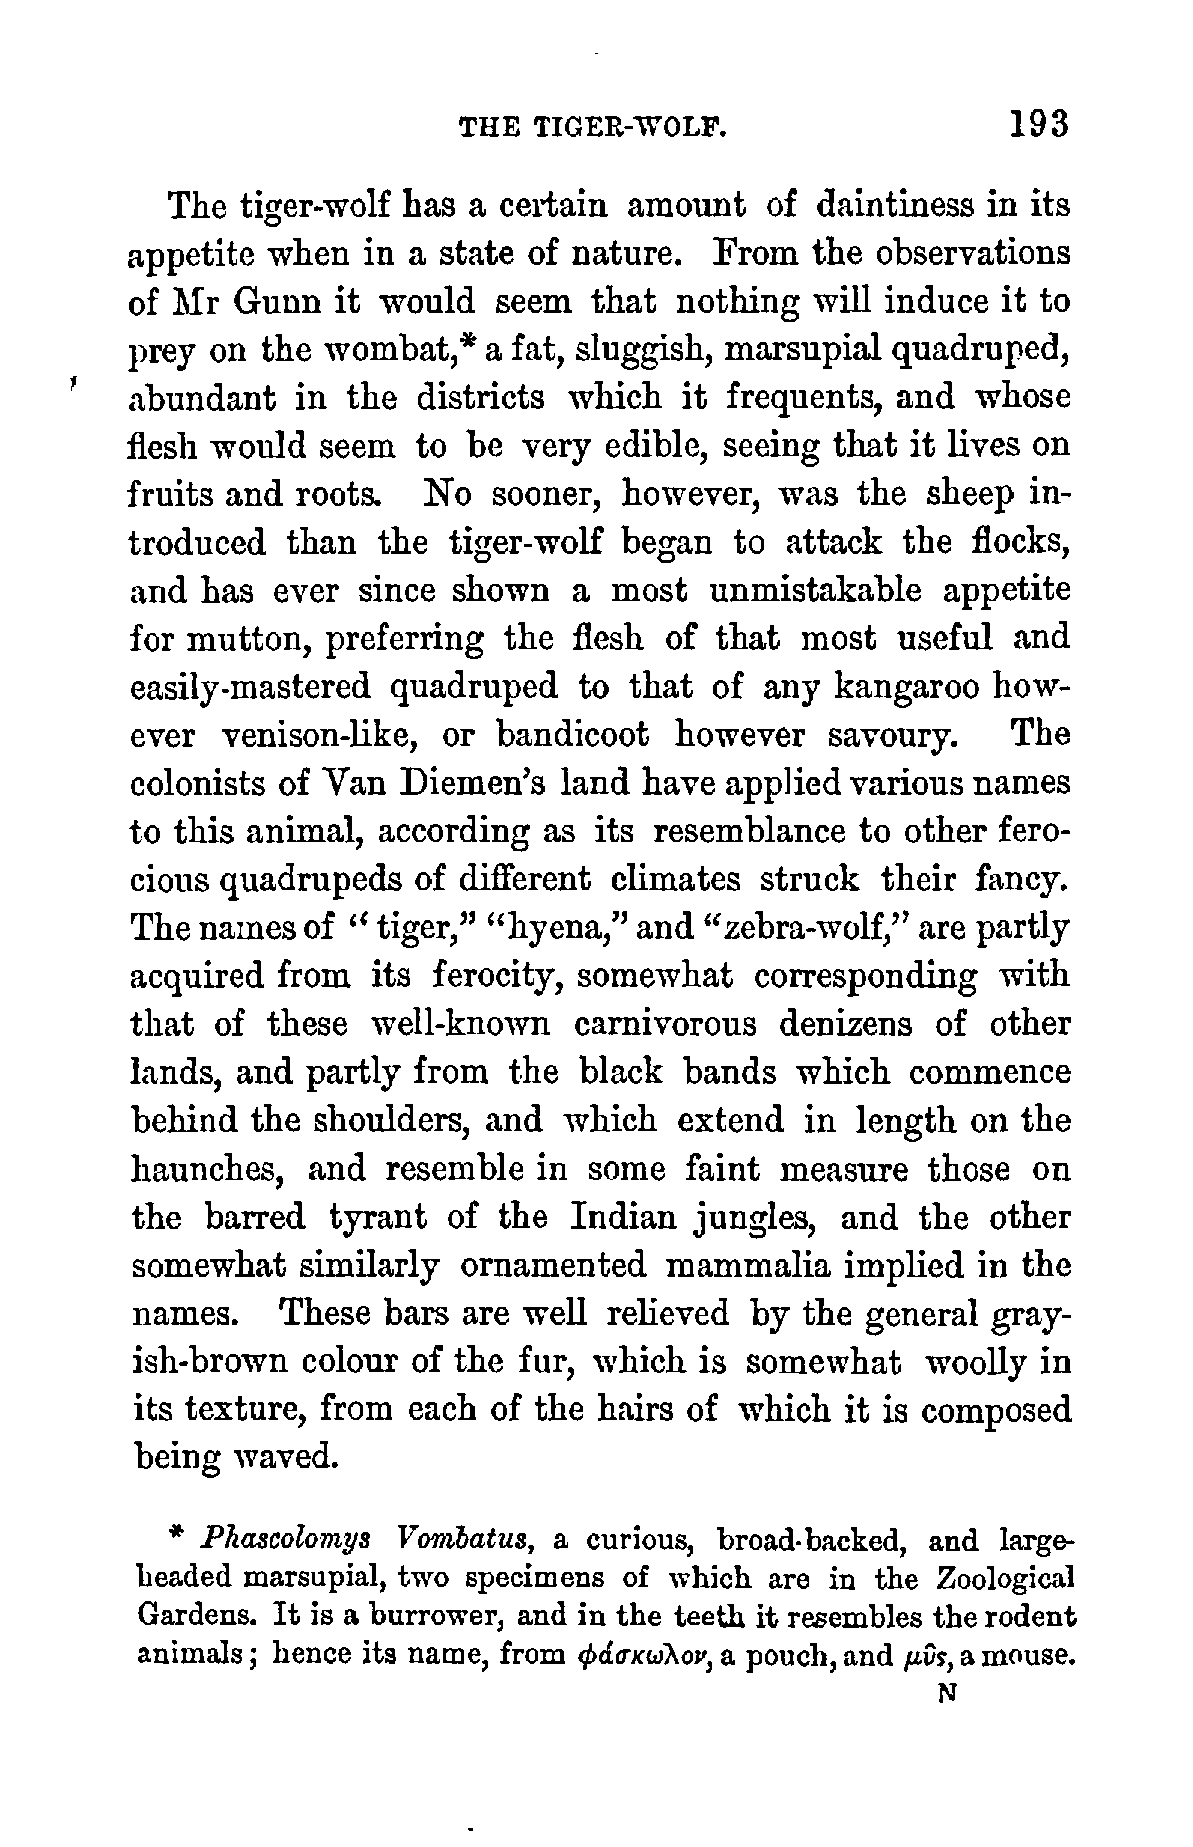 THE TIGER-WOLF. 193
The tiger-wolf has a certain amount of daintiness in its
appetite when in a state of nature. From the observations
of Mr Gunn it would seem that nothing will induce it to
prey on the wombat,* a fat, sluggish, marsupial quadruped,
abundant in the districts which it frequents, and whose
flesh would seem to be very edible, seeing that it lives on
fruits and roots. No sooner, however, was the sheep in-
troduced than the tiger-wolf began to attack the flocks,
and has ever since shown a most unmistakable appetite
for mutton, preferring the flesh of that most useful and
easily-mastered quadruped to that of any kangaroo how-
ever venison-like, or bandicoot however savoury. The
colonists of Van Diemen's land have applied various names
to this animal, according as its resemblance to other fero-
cious quadrupeds of different climates struck their fancy.
The names of "tiger," "hyena," and "zebra-wolf," are partly
acquired from its ferocity, somewhat corresponding with
that of these well-known carnivorous denizens of other
lands, and partly from the black bands which commence
behind the shoulders, and which extend in length on the
haunches, and resemble in some faint measure those on
the barred tyrant of the Indian jungles, and the other
somewhat similarly ornamented mammalia implied in the
names. These bars are well relieved by the general gray-
ish-brown colour of the fur, which is somewhat woolly in
its texture, from each of the hairs of which it is composed
being waved.
* Phascolomys Vombatus, a curious, broad-backed, and large-
headed marsupial, two specimens of which are in the Zoological
Gardens. It is a burrower, and in the teeth it resembles the rodent
animals; hence its name, from φάσκωλον, a pouch, and μῦς, a mouse.
N